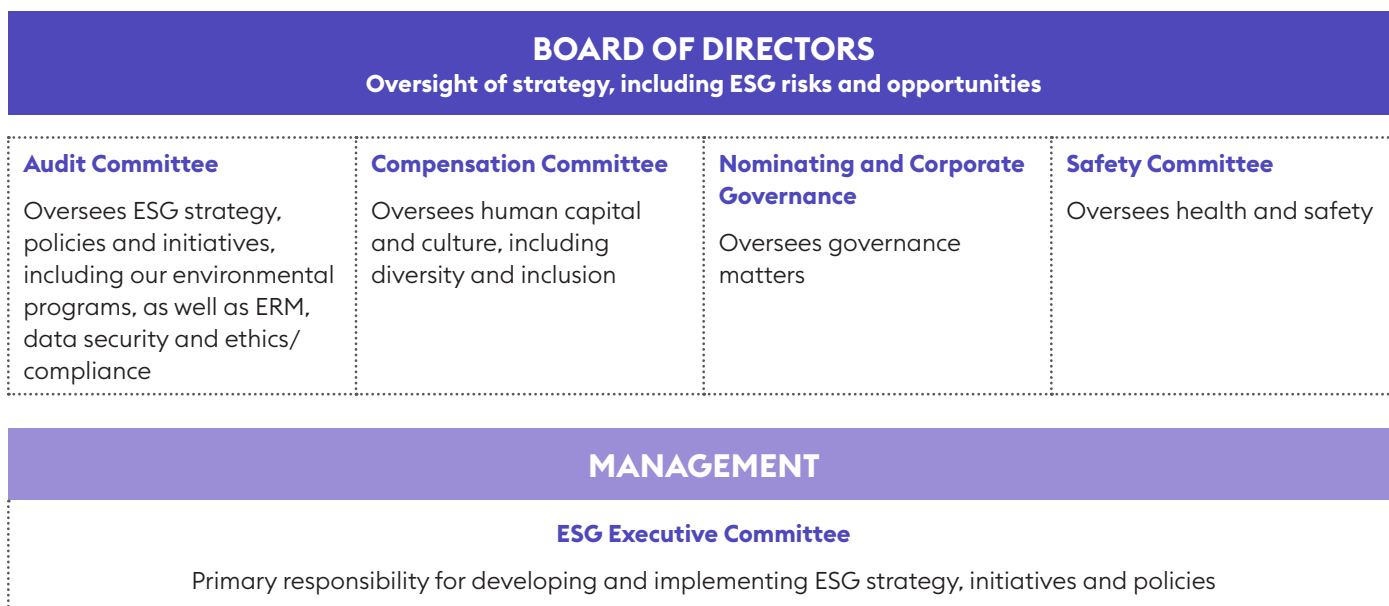 BOARD OF DIRECTORS
Oversight of strategy, including ESG risks and opportunities
Audit Committee
Oversees ESG strategy,
policies and initiatives,
including our environmental
programs, as well as ERM,
data security and ethics/
compliance
Compensation Committee
Oversees human capital
and culture, including
diversity and inclusion
Nominating and Corporate
Governance
Oversees governance
matters
Safety Committee
Oversees health and safety
MANAGEMENT
ESG Executive Committee
Primary responsibility for developing and implementing ESG strategy, initiatives and policies